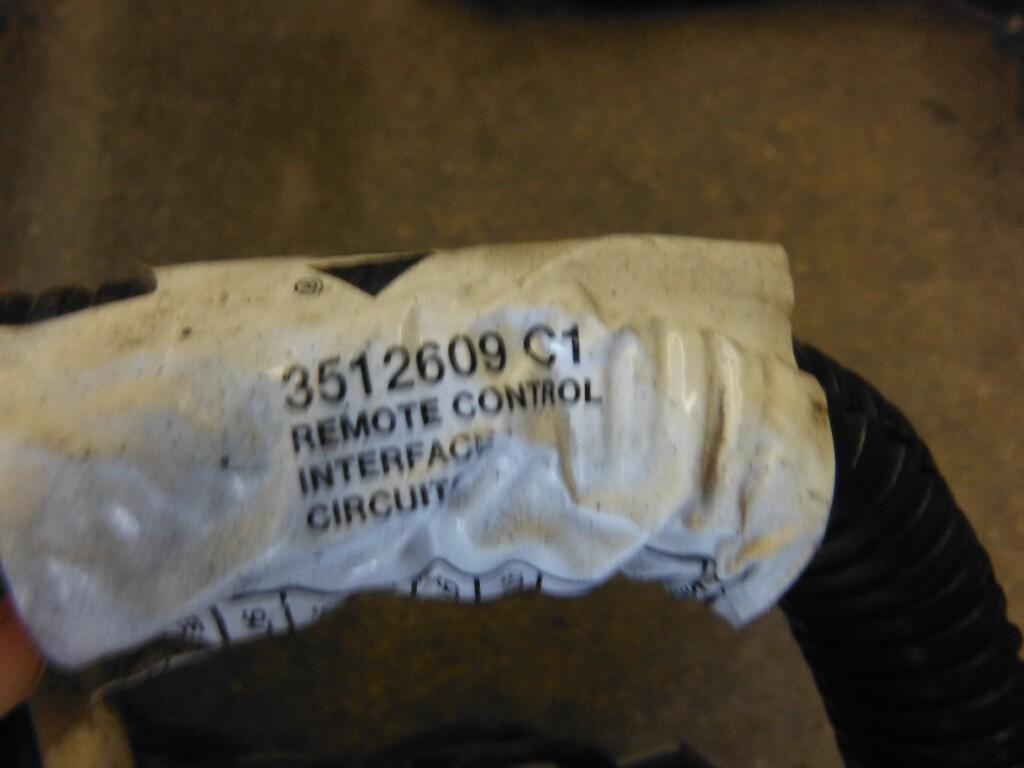 3512609 C1
REMOTE CONTROL
INTERFACE
CIRCUIT